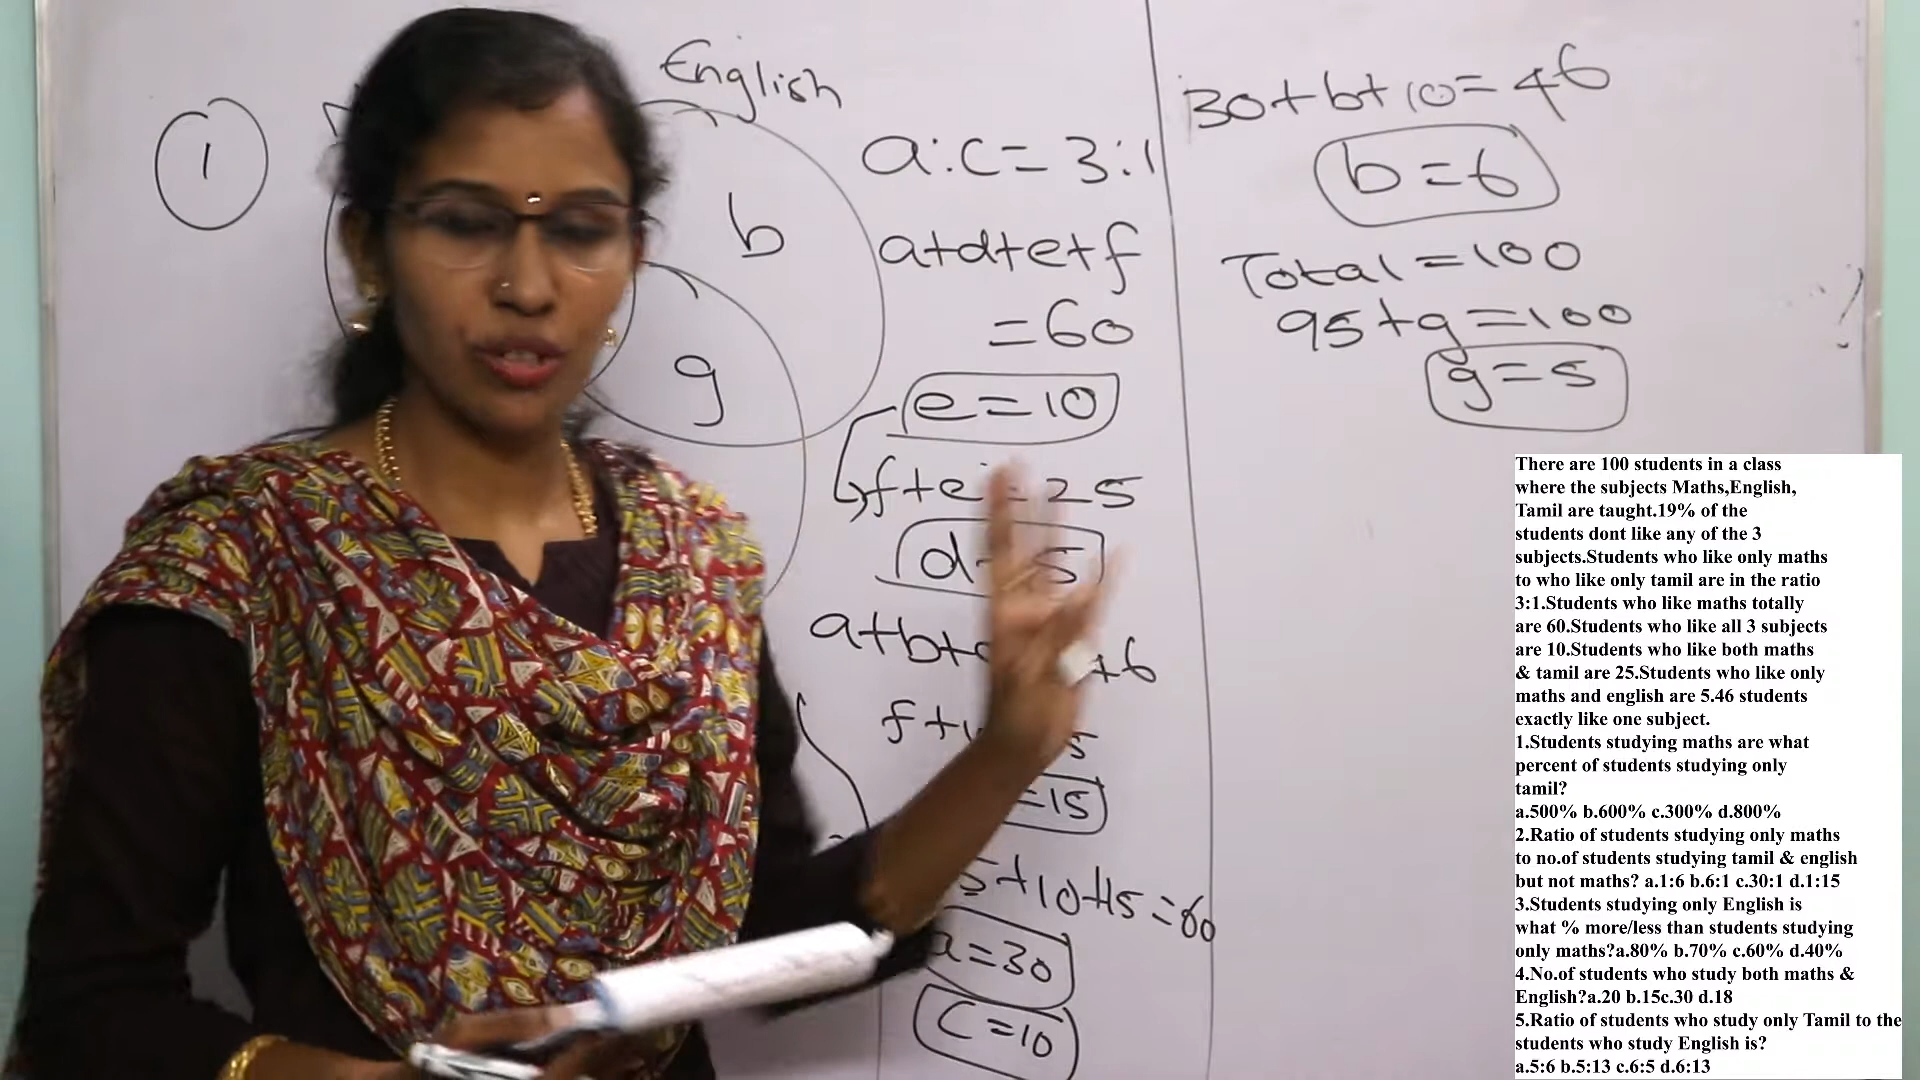 1
English
b
g
a:c=3:1
a+d+e+f
=60
e=10
f+e=25
a+b+
f+
=15
5+10+15=60
a=30
c=10
30+b+10=46
b=6
Total=100
95+g=100
g=5
There are 100 students in a class
where the subjects Maths,English,
Tamil are taught.19% of the
students dont like any of the 3
subjects.Students who like only maths
to who like only tamil are in the ratio
3:1.Students who like maths totally
are 60.Students who like all 3 subjects
are 10.Students who like both maths
& tamil are 25.Students who like only
maths and english are 5.46 students
exactly like one subject.
1.Students studying maths are what
percent of students studying only
tamil?
a.500% b.600% c.300% d.800%
2.Ratio of students studying only maths
to no.of students studying tamil & english
but not maths? a.1:6 b.6:1 c.30:1 d.1:15
3.Students studying only English is
what % more/less than students studying
only maths?a.80% b.70% c.60% d.40%
4.No.of students who study both maths &
English?a.20 b.15c.30 d.18
5.Ratio of students who study only Tamil to the
students who study English is?
a.5:6 b.5:13 c.6:5 d.6:13